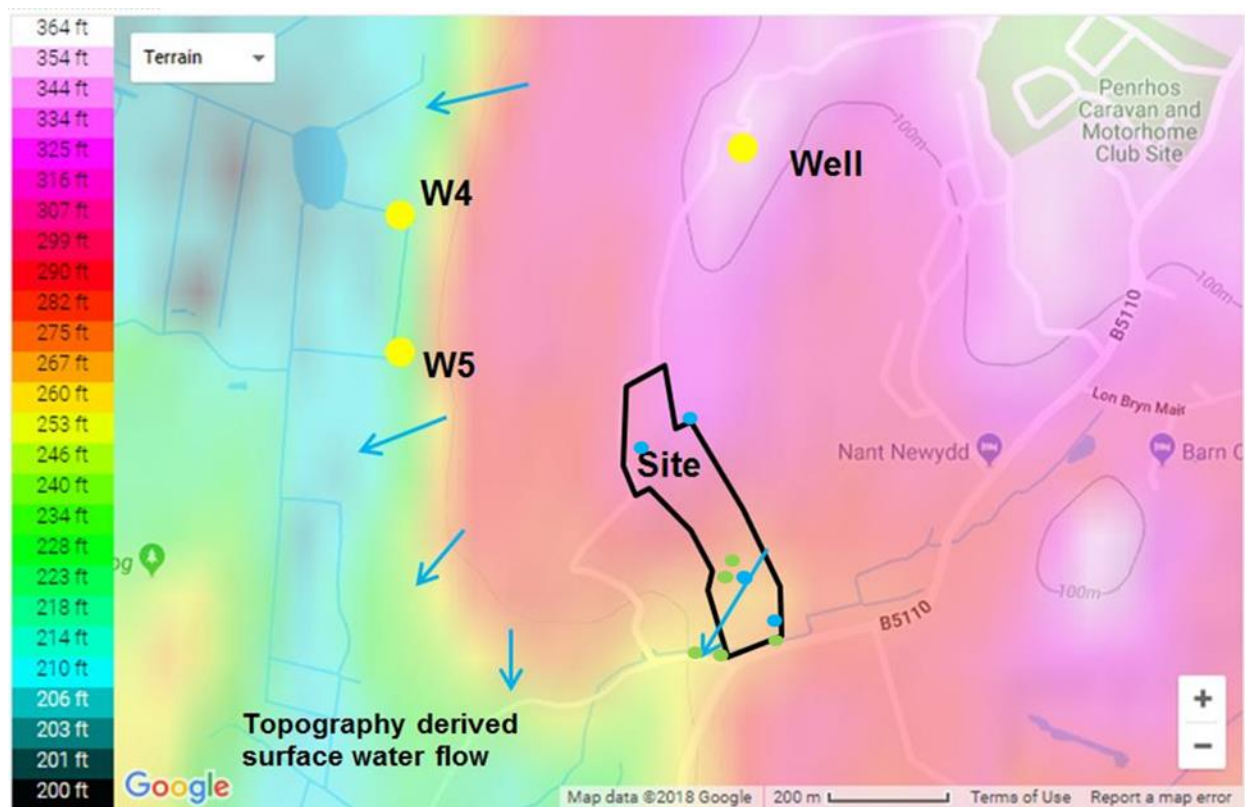 364 ft
354 ft
344 ft
334 ft
325 ft
316 ft
307 ft
299 ft
290 ft
282 ft
275 ft
267 ft
260 ft
253 ft
246 ft
240 ft
234 ft
228 ft
223 ft
218 ft
214 ft
210 ft
206 ft
203 ft
201 ft
200 ft
Terrain
Penrhos
Caravan and
Motorhome
Club Site
100m
Well
W4
100m
B5110
W5
Lon Bryn Mair
Nant Newydd
Barn C
Site
og
100m
B5110
Topography derived
surface water flow
+
−
Google
Map data ©2018 Google
200 m
Terms of Use
Report a map error